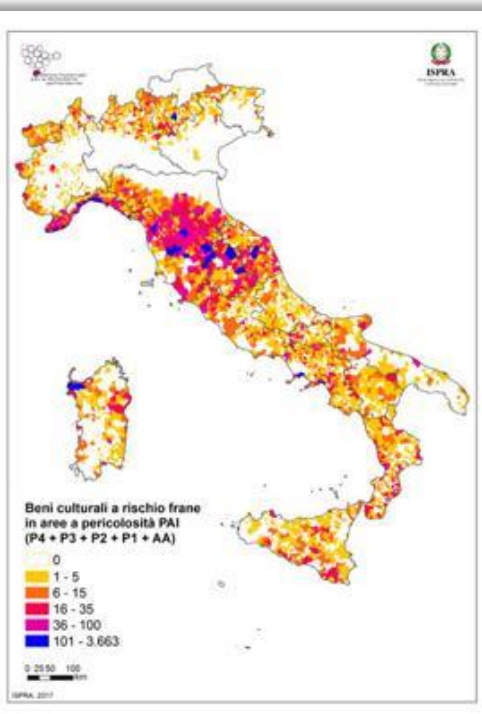 ISPRA
Beni culturali a rischio frane
in aree a pericolosità PAI
(P4 + P3 + P2 + P1 + AA)
0
1 - 5
6 - 15
16 - 35
36 - 100
101 - 3.663
0 25 50 100
km
ISPRA, 2017